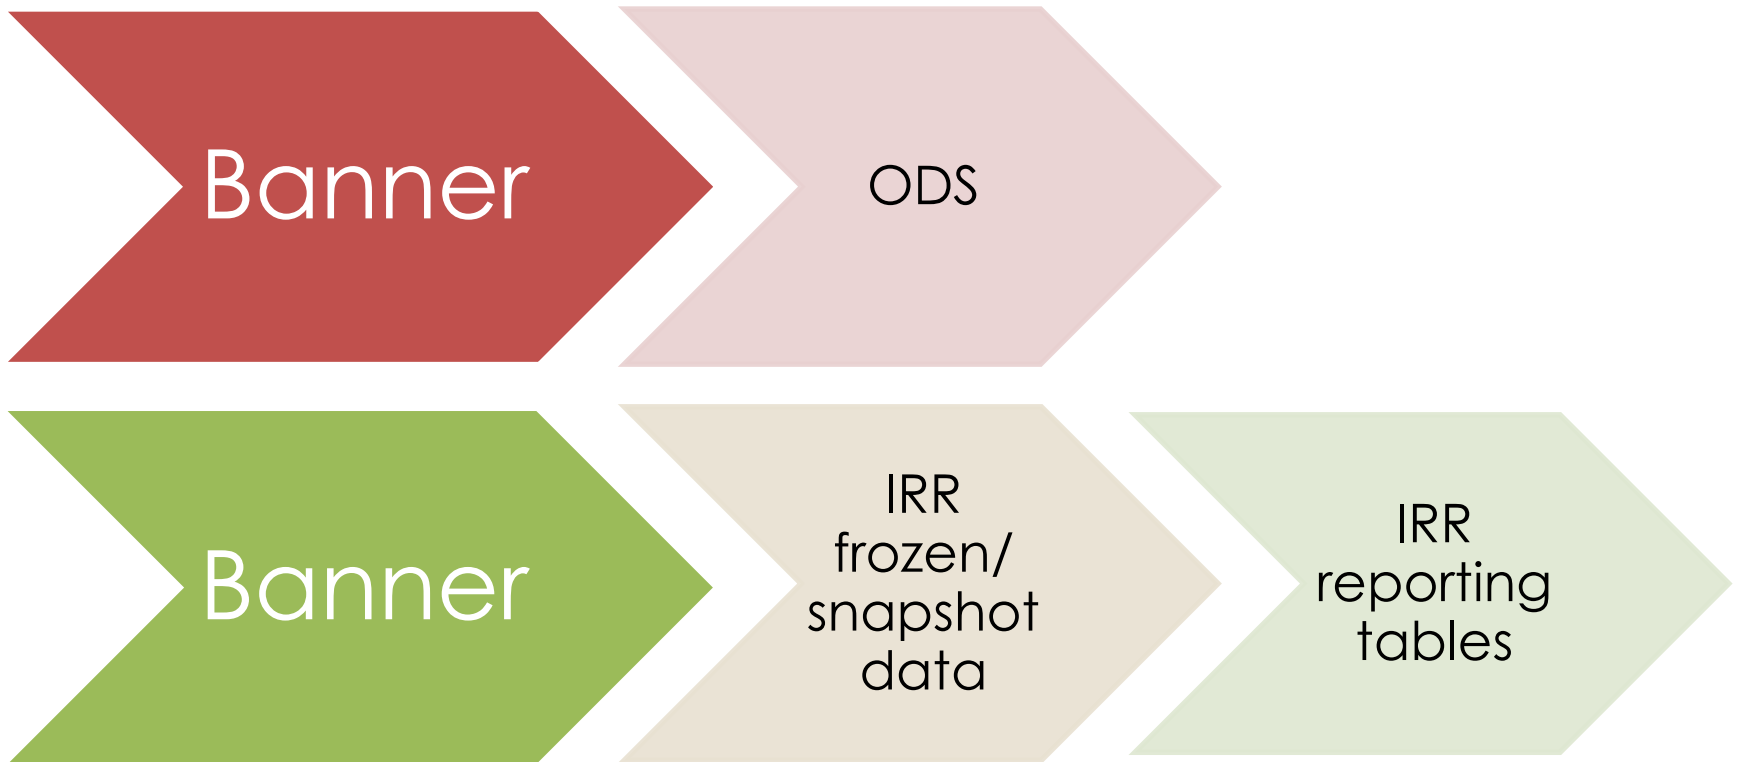 Banner
ODS
Banner
IRR
frozen/
snapshot
data
IRR
reporting
tables